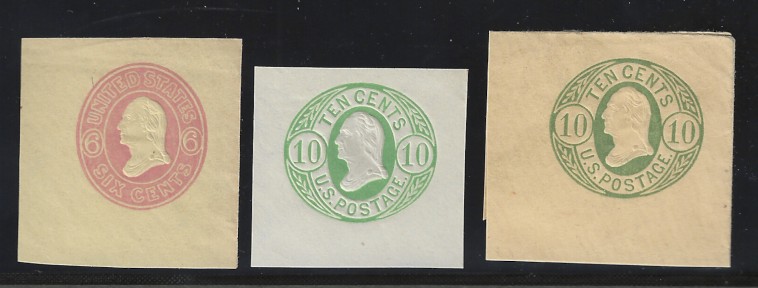 UNITED STATES
6 6
SIX CENTS
TEN CENTS
10 10
U.S. POSTAGE.
TEN CENTS
10 10
U.S. POSTAGE.